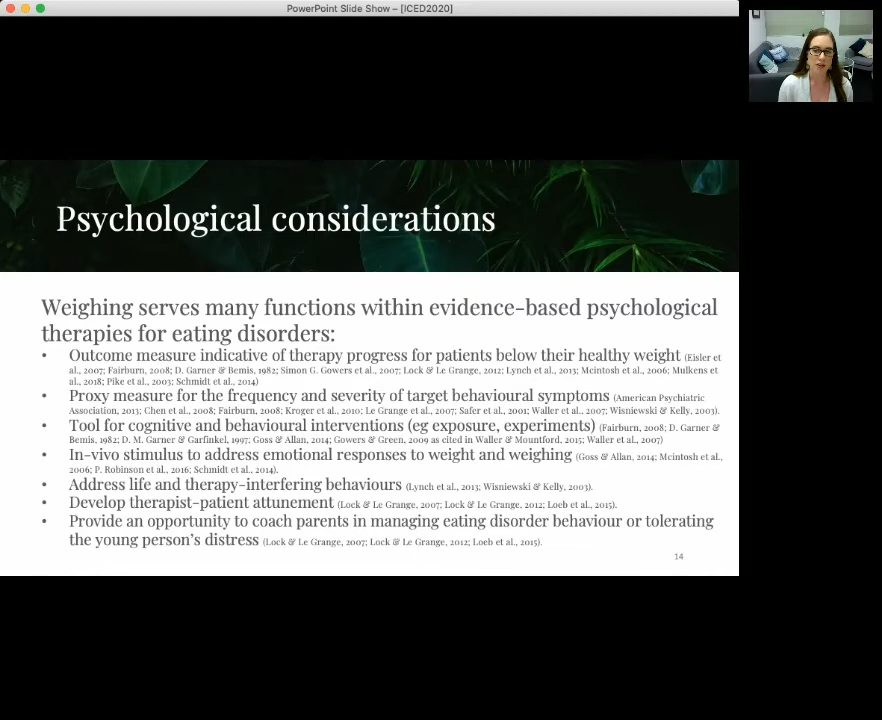 PowerPoint Slide Show – [ICED2020]
Psychological considerations
Weighing serves many functions within evidence-based psychological
therapies for eating disorders:
• Outcome measure indicative of therapy progress for patients below their healthy weight (Eisler et
al., 2007; Fairburn, 2008; D. Garner & Bemis, 1982; Simon G. Gowers et al., 2007; Lock & Le Grange, 2012; Lynch et al., 2013; Mcintosh et al., 2006; Mulkens et
al., 2018; Pike et al., 2003; Schmidt et al., 2014)
• Proxy measure for the frequency and severity of target behavioural symptoms (American Psychiatric
Association, 2013; Chen et al., 2008; Fairburn, 2008; Kroger et al., 2010; Le Grange et al., 2007; Safer et al., 2001; Waller et al., 2007; Wisniewski & Kelly, 2003).
• Tool for cognitive and behavioural interventions (eg exposure, experiments) (Fairburn, 2008; D. Garner &
Bemis, 1982; D. M. Garner & Garfinkel, 1997; Goss & Allan, 2014; Gowers & Green, 2009 as cited in Waller & Mountford, 2015; Waller et al., 2007)
• In-vivo stimulus to address emotional responses to weight and weighing (Goss & Allan, 2014; Mcintosh et al.,
2006; P. Robinson et al., 2016; Schmidt et al., 2014).
• Address life and therapy-interfering behaviours (Lynch et al., 2013; Wisniewski & Kelly, 2003).
• Develop therapist-patient attunement (Lock & Le Grange, 2007; Lock & Le Grange, 2012; Loeb et al., 2015).
• Provide an opportunity to coach parents in managing eating disorder behaviour or tolerating
the young person's distress (Lock & Le Grange, 2007; Lock & Le Grange, 2012; Loeb et al., 2015).
14